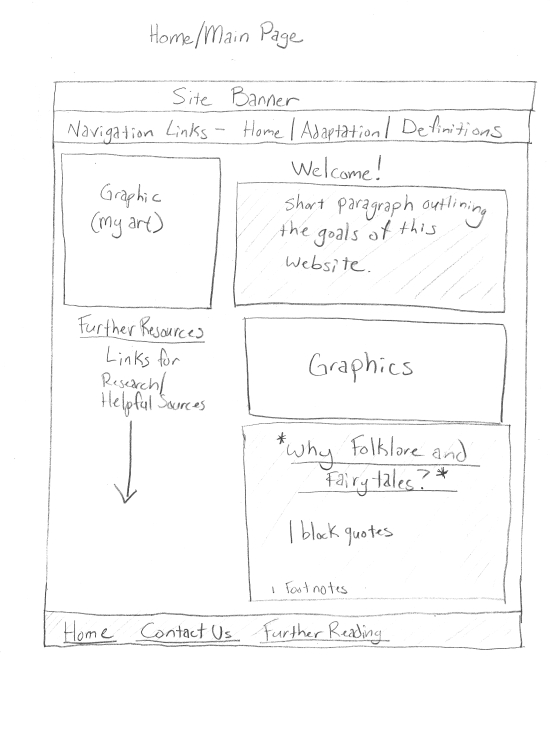 Home/Main Page
Site Banner
Navigation Links - Home | Adaptation | Definitions
Graphic
(my art)
Further Resources
Links for
Research/
Helpful Sources
Welcome!
Short paragraph outlining
the goals of this
website.
Graphics
*Why Folklore and
Fairy-tales?*
| block quotes
1 Footnotes
Home Contact Us Further Reading